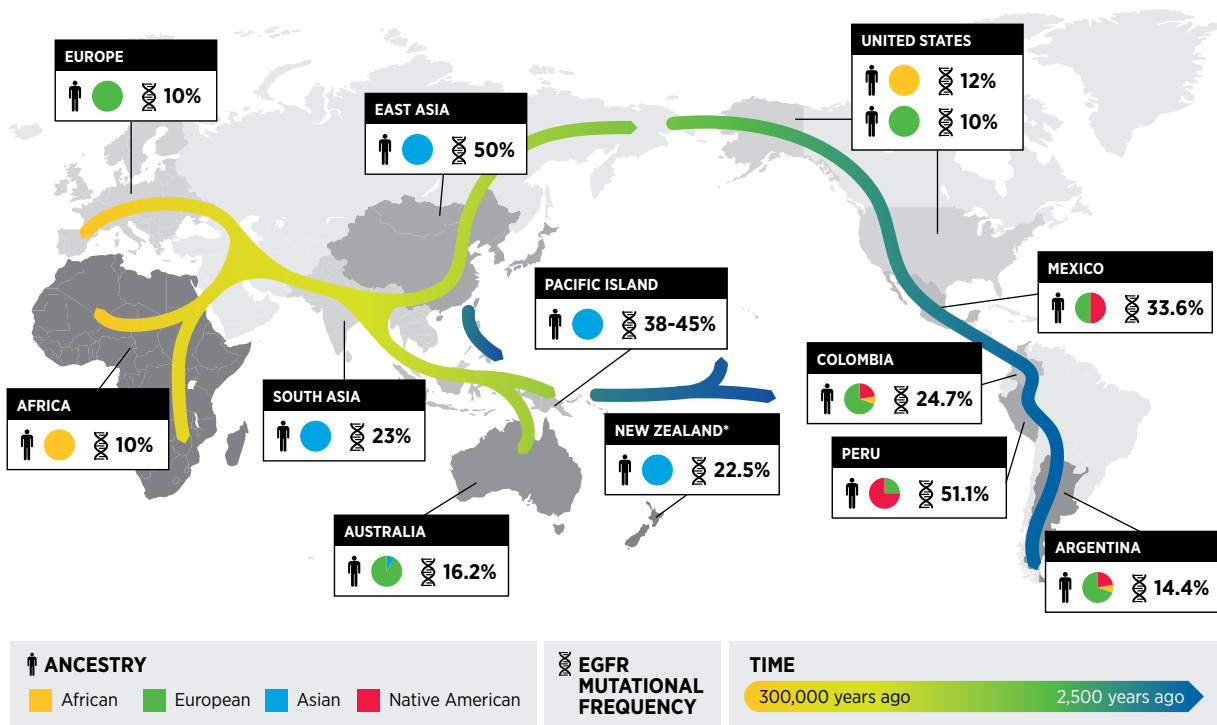 EUROPE
10%
EAST ASIA
50%
UNITED STATES
12%
10%
PACIFIC ISLAND
38-45%
MEXICO
33.6%
COLOMBIA
24.7%
AFRICA
10%
SOUTH ASIA
23%
NEW ZEALAND*
22.5%
PERU
51.1%
AUSTRALIA
16.2%
ARGENTINA
14.4%
ANCESTRY
African
European
Asian
Native American
EGFR
MUTATIONAL
FREQUENCY
TIME
300,000 years ago
2,500 years ago